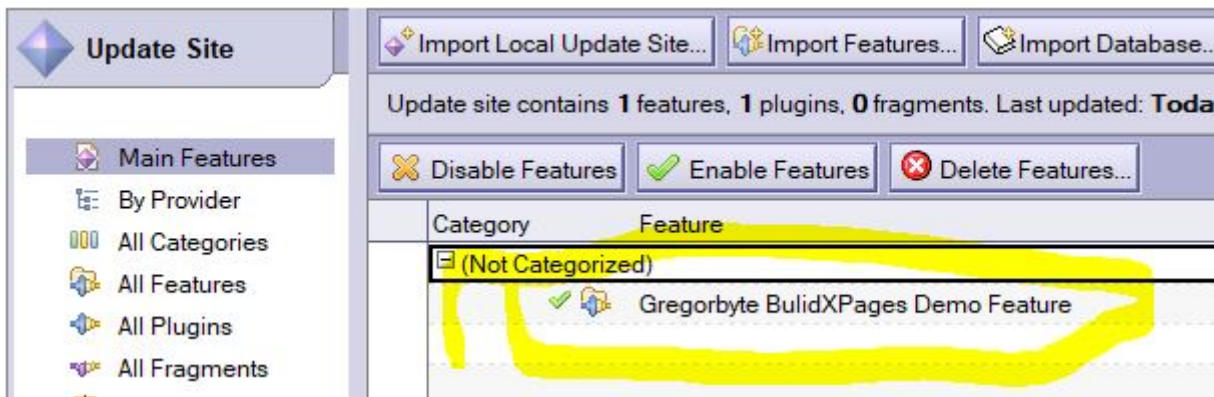 Update Site
Import Local Update Site... Import Features... Import Database..
Update site contains 1 features, 1 plugins, 0 fragments. Last updated: Toda
Main Features
Disable Features Enable Features Delete Features...
By Provider
Category Feature
All Categories
(Not Categorized)
All Features
Gregorbyte BulidXPages Demo Feature
All Plugins
All Fragments